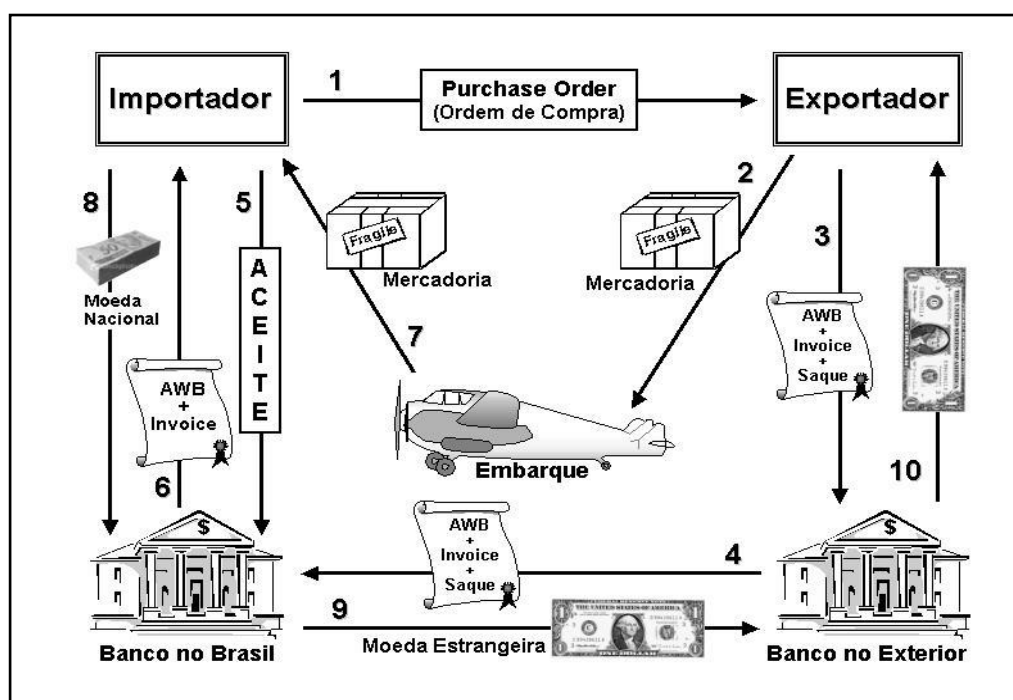 Importador
1
Purchase Order
(Ordem de Compra)
Exportador
8
5
2
3
Fragile
Mercadoria
Fragile
Mercadoria
Moeda
Nacional
A
C
E
I
T
E
AWB
+
Invoice
AWB
+
Invoice
+
Saque
7
6
Embarque
10
$
AWB
+
Invoice
+
Saque
4
$
9
Moeda Estrangeira
Banco no Brasil
Banco no Exterior